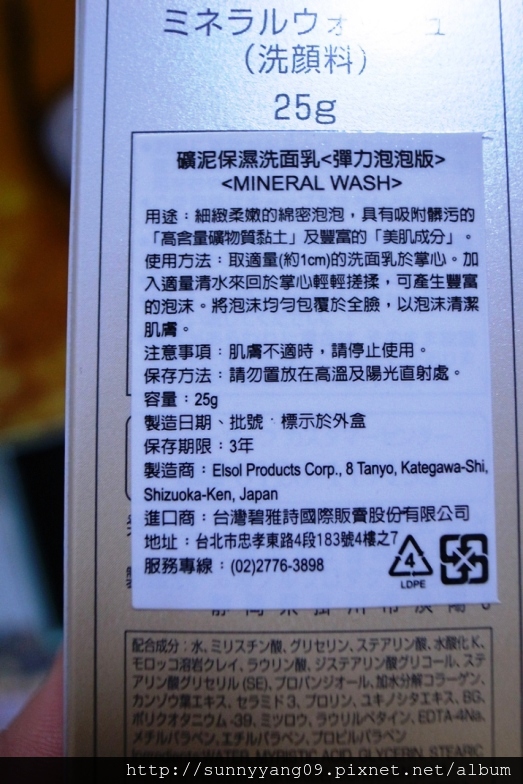 ミネラルウォ
（洗顔料）
25g
礦泥保濕洗面乳<彈力泡泡版>
<MINERAL WASH>
用途：細緻柔嫩的綿密泡泡，具有吸附髒污的
「高含量礦物質黏土」及豐富的「美肌成分」。
使用方法：取適量(約1cm)的洗面乳於掌心。加
入適量清水來回於掌心輕輕搓揉，可產生豐富
的泡沫。將泡沫均勻包覆於全臉，以泡沫清潔
肌膚。
注意事項：肌膚不適時，請停止使用。
保存方法：請勿置放在高溫及陽光直射處。
容量：25g
製造日期、批號：標示於外盒
保存期限：3年
製造商：Elsol Products Corp., 8 Tanyo, Kategawa-Shi,
Shizuoka-Ken, Japan
進口商：台灣碧雅詩國際販賣股份有限公司
地址：台北市忠孝東路4段183號4樓之7
服務專線：(02)2776-3898
4
LDPE
配合成分：水、ミリスチン酸、グリセリン、ステアリン酸、水酸化K、
モロッコ溶岩クレイ、ラウリン酸、ジステアリン酸グリコール、ステ
アリン酸グリセリル(SE)、プロパンジオール、加水分解コラーゲン、
カンゾウ葉エキス、セラミド3、プロリン、ユキノシタエキス、BG、
ポリクオタニウム-39、ミツロウ、ラウリルベタイン、EDTA-4Na、
メチルパラベン、エチルパラベン、プロピルパラベン
Ingredients: WATER, MYRISTIC ACID, GLYCERIN, STEARIC
http://sunnyyang09.pixnet.net/album